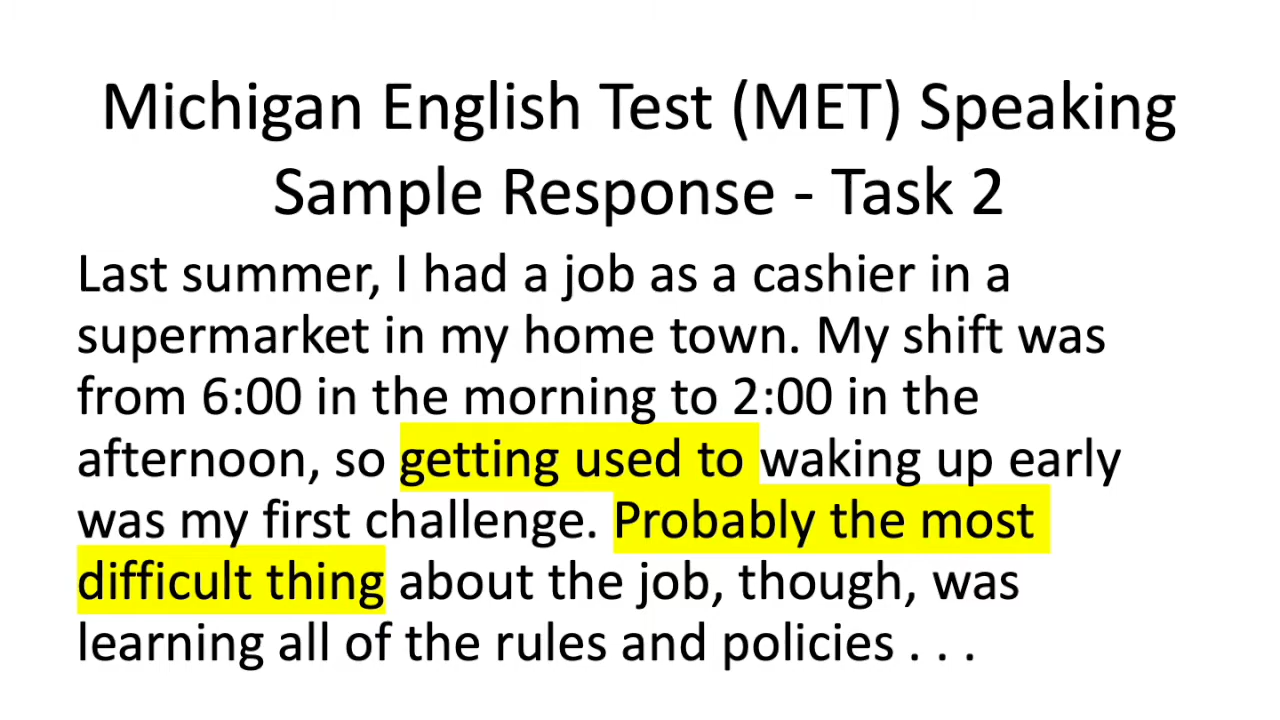 Michigan English Test (MET) Speaking
Sample Response - Task 2
Last summer, I had a job as a cashier in a
supermarket in my home town. My shift was
from 6:00 in the morning to 2:00 in the
afternoon, so getting used to waking up early
was my first challenge. Probably the most
difficult thing about the job, though, was
learning all of the rules and policies . . .